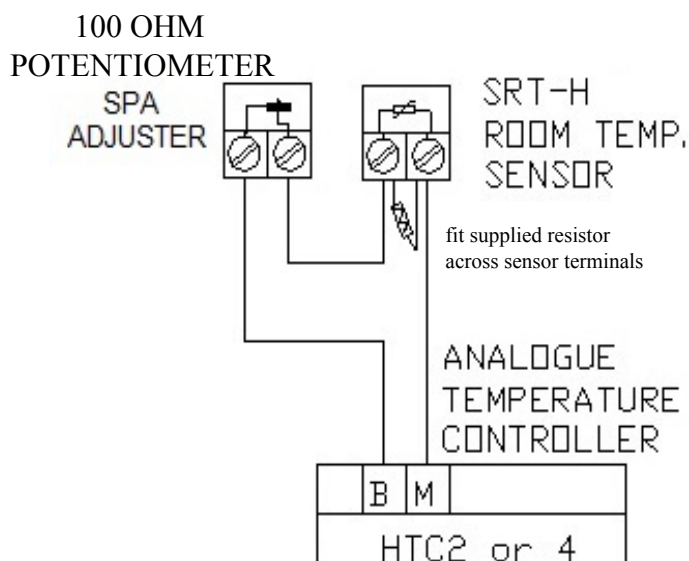 100 OHM
POTENTIOMETER
SPA
ADJUSTER
SRT-H
ROOM TEMP.
SENSOR
fit supplied resistor
across sensor terminals
ANALOGUE
TEMPERATURE
CONTROLLER
B M
HTC2 or 4